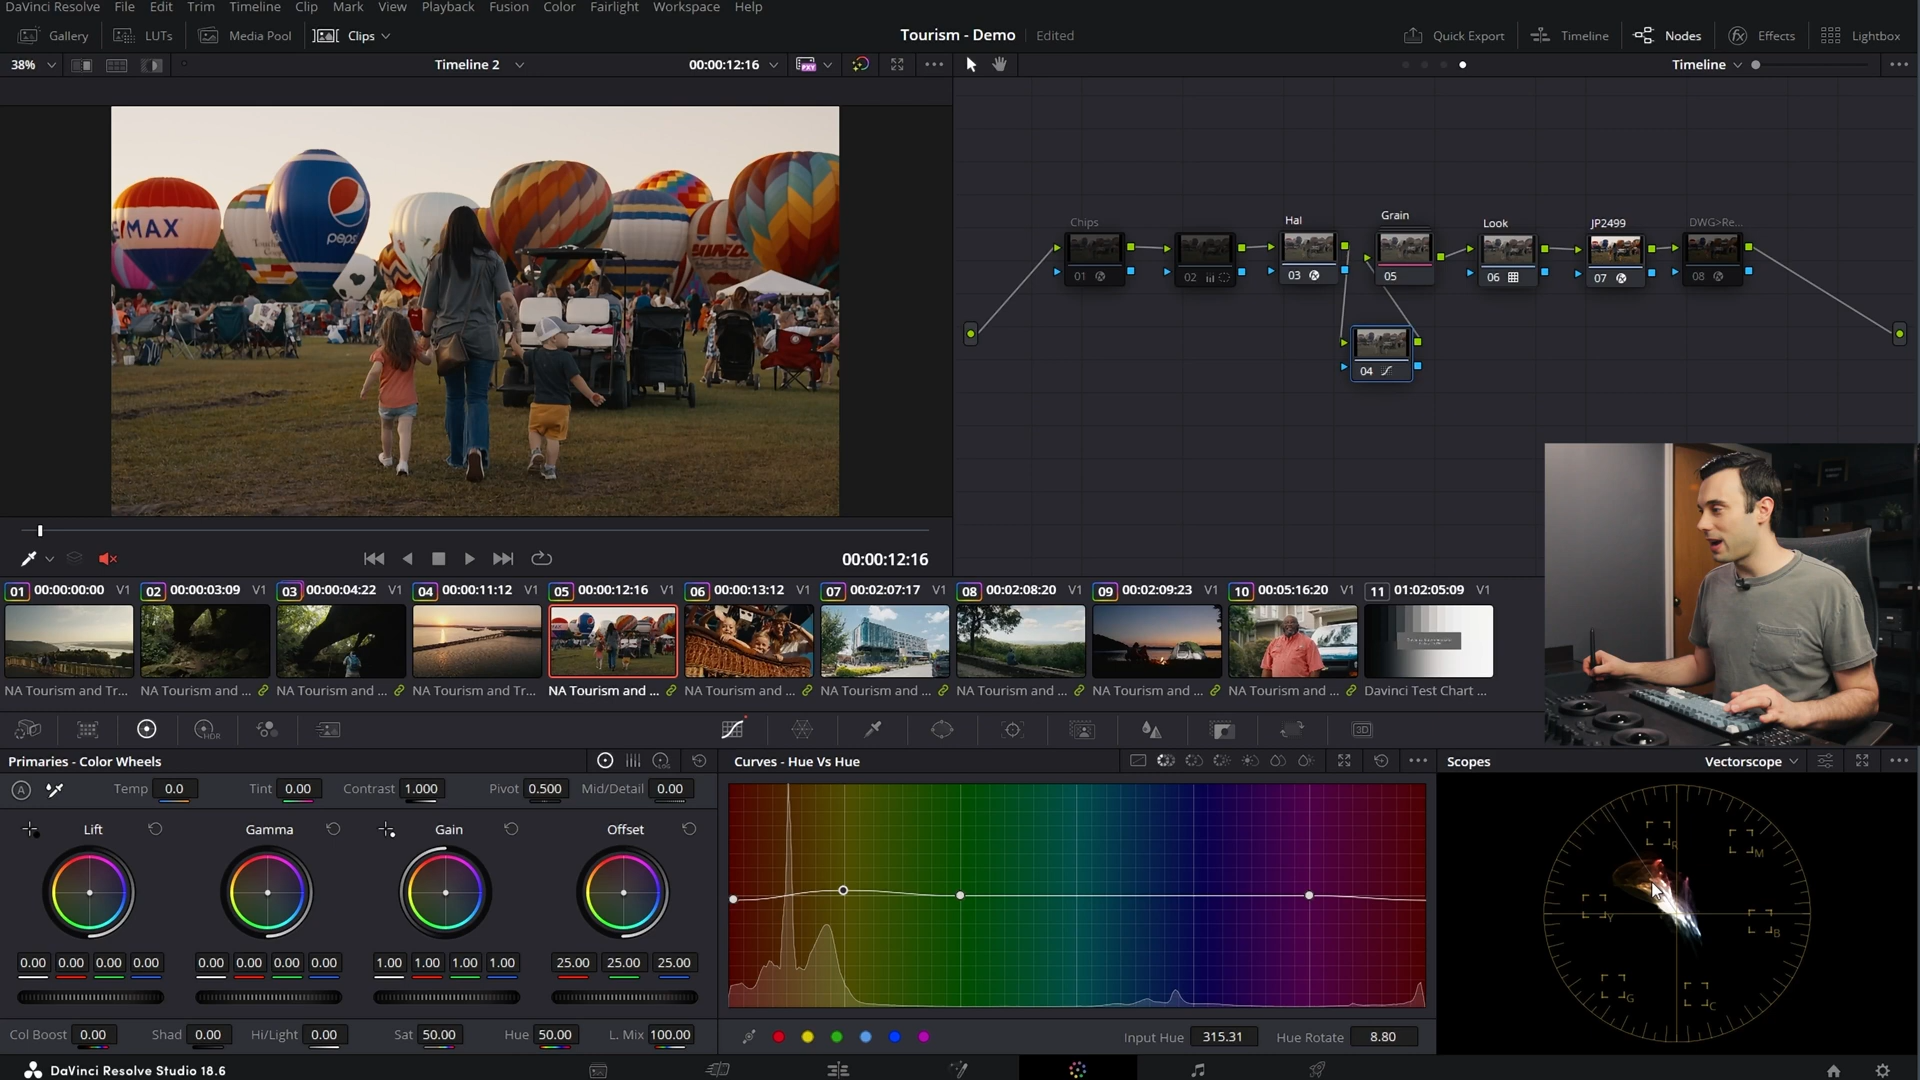 DaVinci Resolve File Edit Trim Timeline Clip Mark View Playback Fusion Color Fairlight Workspace Help
Gallery LUTs Media Pool Clips Tourism - Demo Edited Quick Export Timeline Nodes Effects Lightbox
38% Timeline 2 00:00:12:16 PXY Timeline
Chips Hal Grain Look JP2499 DWG>Re...
01 02 03 05 06 07 08
04
RE/MAX pepsi
00:00:12:16
01 00:00:00:00 V1 02 00:00:03:09 V1 03 00:00:04:22 V1 04 00:00:11:12 V1 05 00:00:12:16 V1 06 00:00:13:12 V1 07 00:02:07:17 V1 08 00:02:08:20 V1 09 00:02:09:23 V1 10 00:05:16:20 V1 11 01:02:05:09 V1
NA Tourism and Tr... NA Tourism and ... NA Tourism and ... NA Tourism and Tr... NA Tourism and ... NA Tourism and ... NA Tourism and ... NA Tourism and ... NA Tourism and ... NA Tourism and ... Davinci Test Chart ...
HDR 3D
Primaries - Color Wheels LOG Curves - Hue Vs Hue Scopes Vectorscope
A Temp 0.0 Tint 0.00 Contrast 1.000 Pivot 0.500 Mid/Detail 0.00
Lift Gamma Gain Offset
R M Y B G C
0.00 0.00 0.00 0.00 0.00 0.00 0.00 0.00 1.00 1.00 1.00 1.00 25.00 25.00 25.00
Col Boost 0.00 Shad 0.00 Hi/Light 0.00 Sat 50.00 Hue 50.00 L. Mix 100.00 Input Hue 315.31 Hue Rotate 8.80
DaVinci Resolve Studio 18.6